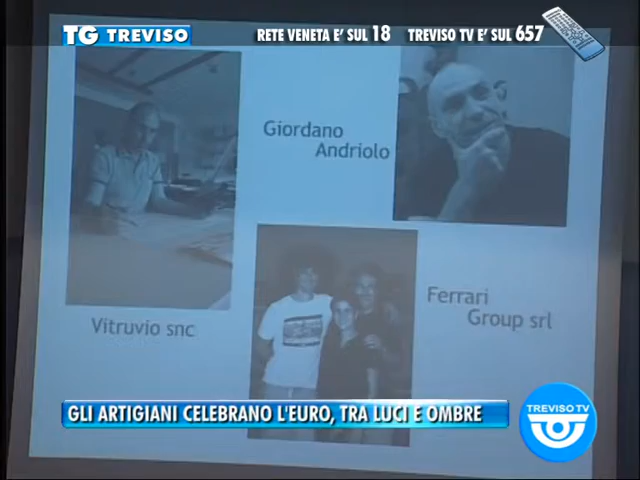 TG TREVISO
RETE VENETA E' SUL 18 TREVISO TV E' SUL 657
Giordano
Andriolo
Ferrari
Group srl
Vitruvio snc
GLI ARTIGIANI CELEBRANO L'EURO, TRA LUCI E OMBRE
TREVISO TV